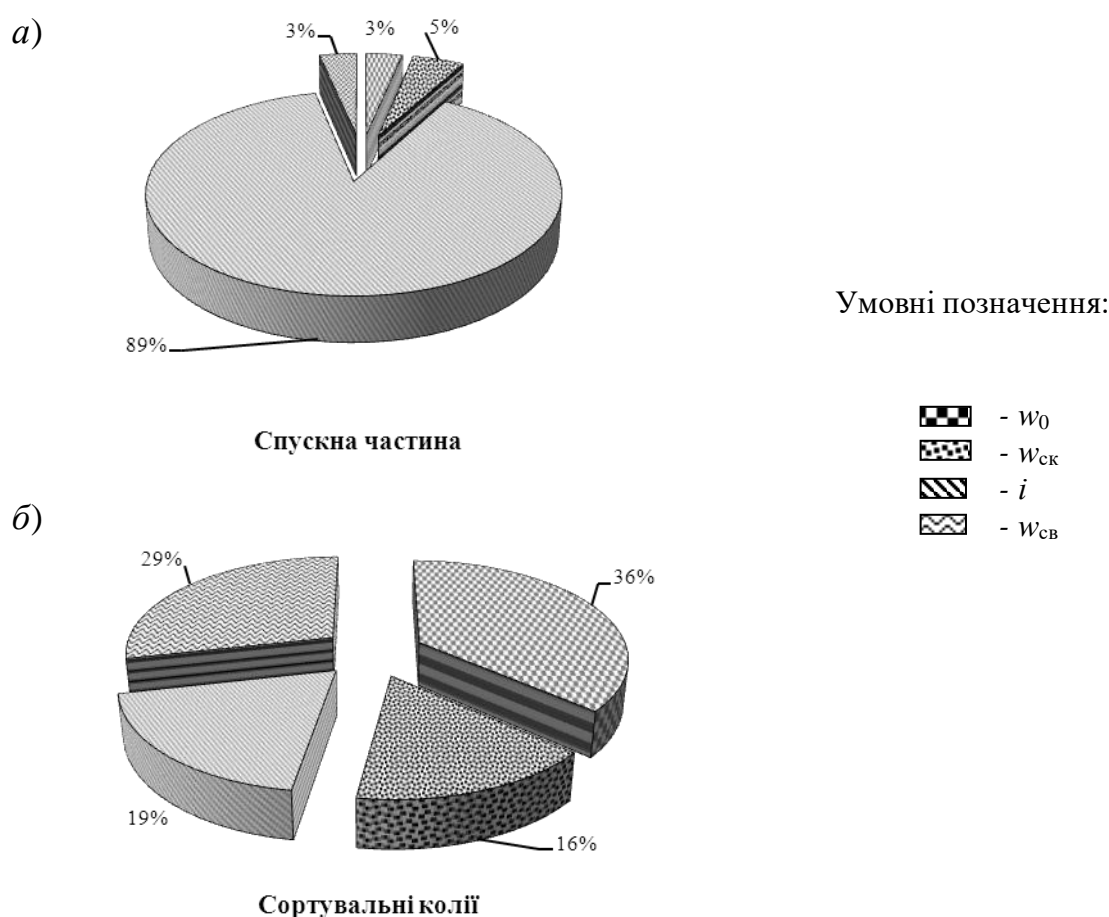 а)
3% 3% 5%
89%
Спускна частина
Умовні позначення:
- w0
- wск
- i
- wсв
б)
29% 36%
19% 16%
Сортувальні колії